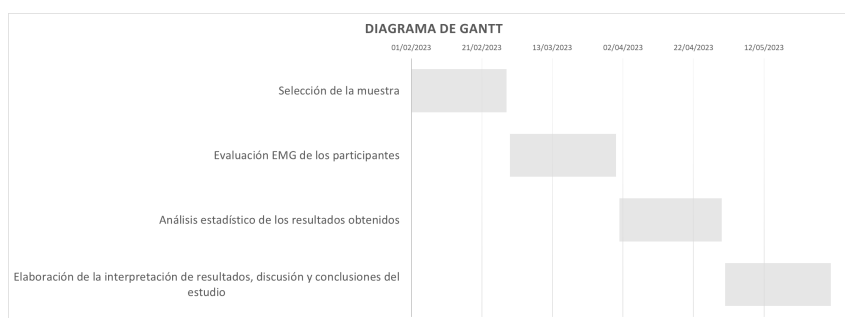 DIAGRAMA DE GANTT
01/02/2023 21/02/2023 13/03/2023 02/04/2023 22/04/2023 12/05/2023
Selección de la muestra
Evaluación EMG de los participantes
Análisis estadístico de los resultados obtenidos
Elaboración de la interpretación de resultados, discusión y conclusiones del
estudio